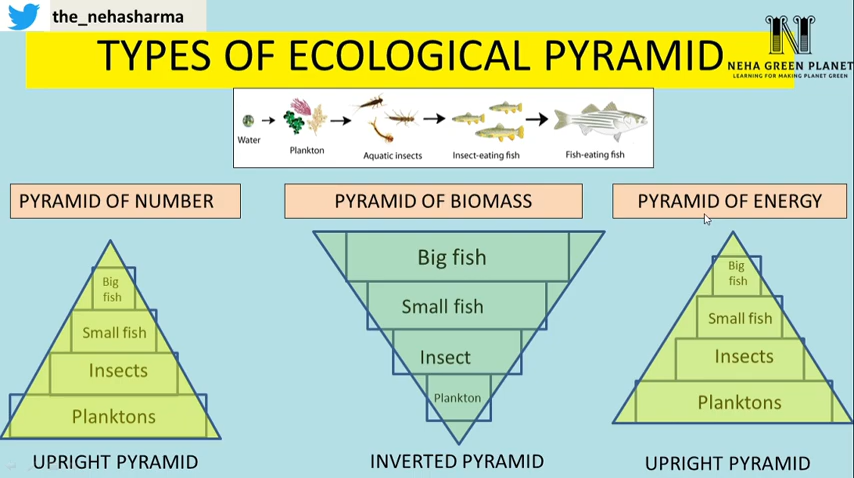 the_nehasharma
TYPES OF ECOLOGICAL PYRAMID
N
NEHA GREEN PLANET
LEARNING FOR MAKING PLANET GREEN
Water
Plankton
Aquatic insects
Insect-eating fish
Fish-eating fish
PYRAMID OF NUMBER
PYRAMID OF BIOMASS
PYRAMID OF ENERGY
Big
fish
Small fish
Insects
Planktons
Big fish
Small fish
Insect
Plankton
Big
fish
Small fish
Insects
Planktons
UPRIGHT PYRAMID
INVERTED PYRAMID
UPRIGHT PYRAMID